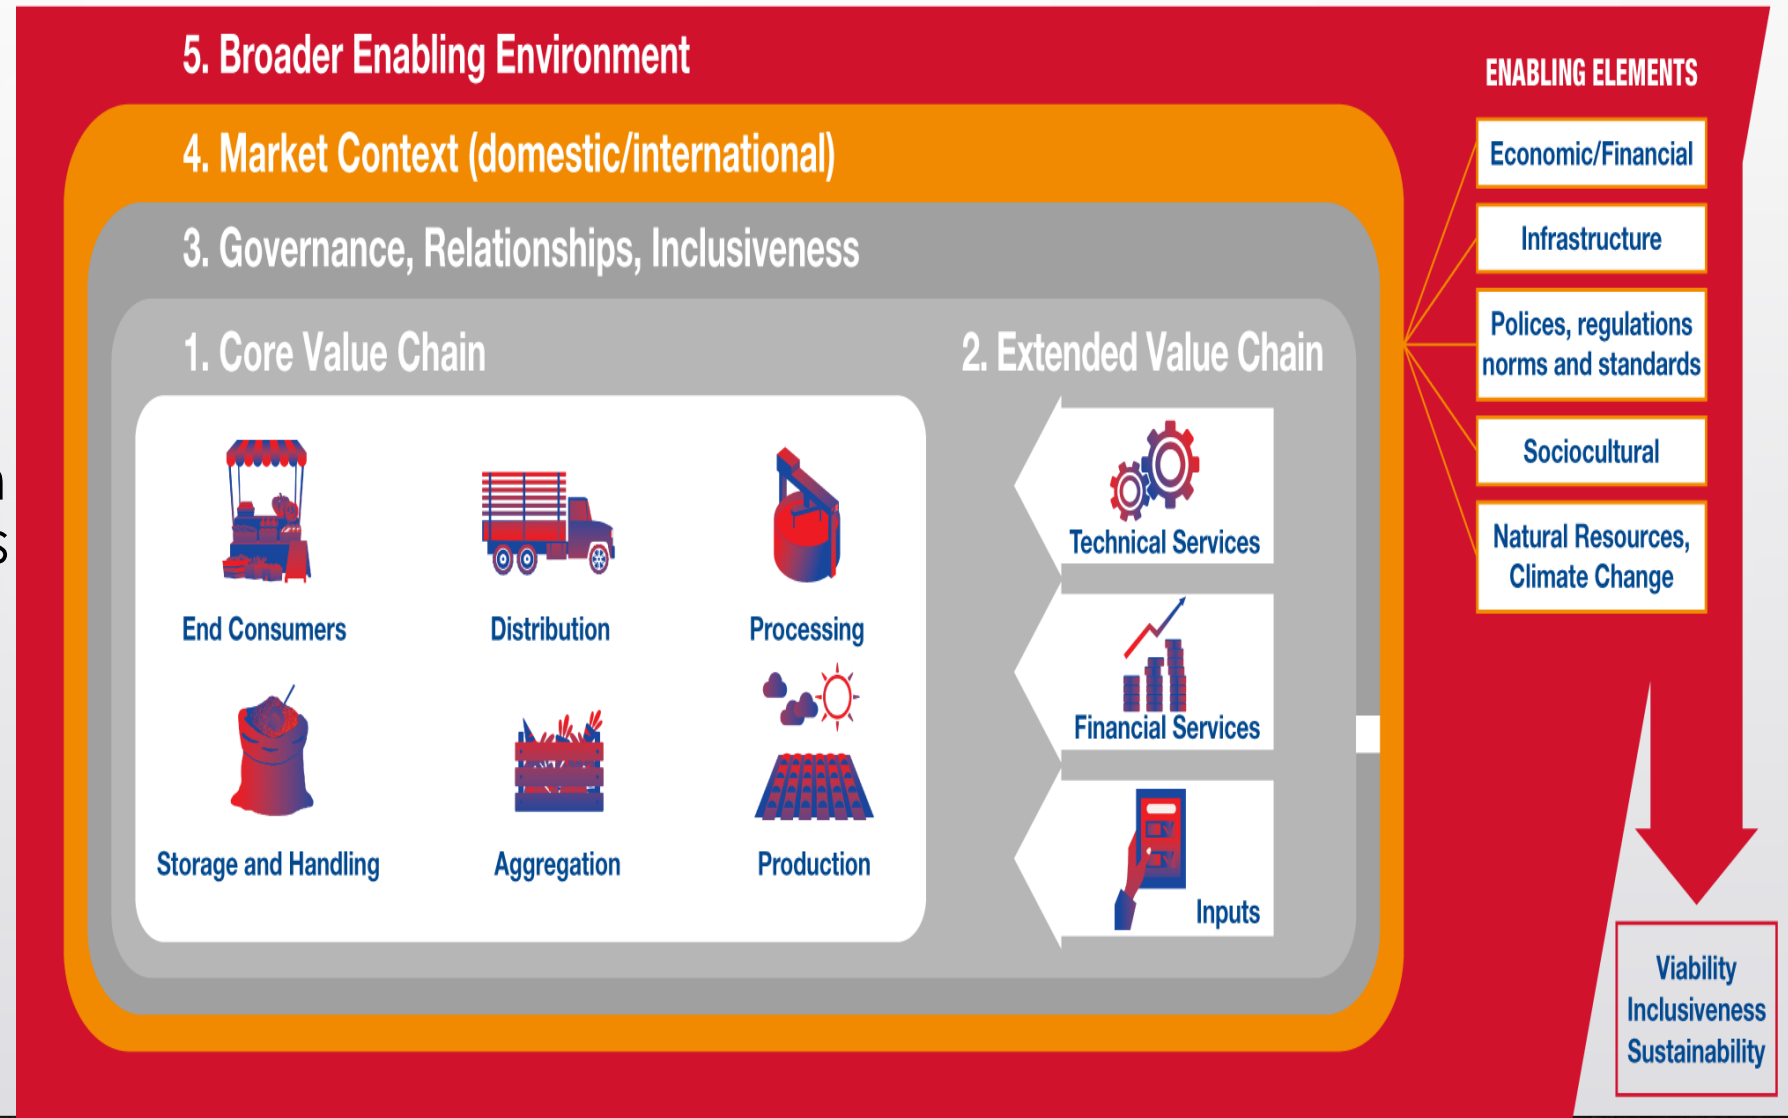 5. Broader Enabling Environment
4. Market Context (domestic/international)
3. Governance, Relationships, Inclusiveness
1. Core Value Chain
2. Extended Value Chain
End Consumers
Distribution
Processing
Storage and Handling
Aggregation
Production
Technical Services
Financial Services
Inputs
ENABLING ELEMENTS
Economic/Financial
Infrastructure
Polices, regulations
norms and standards
Sociocultural
Natural Resources,
Climate Change
Viability
Inclusiveness
Sustainability